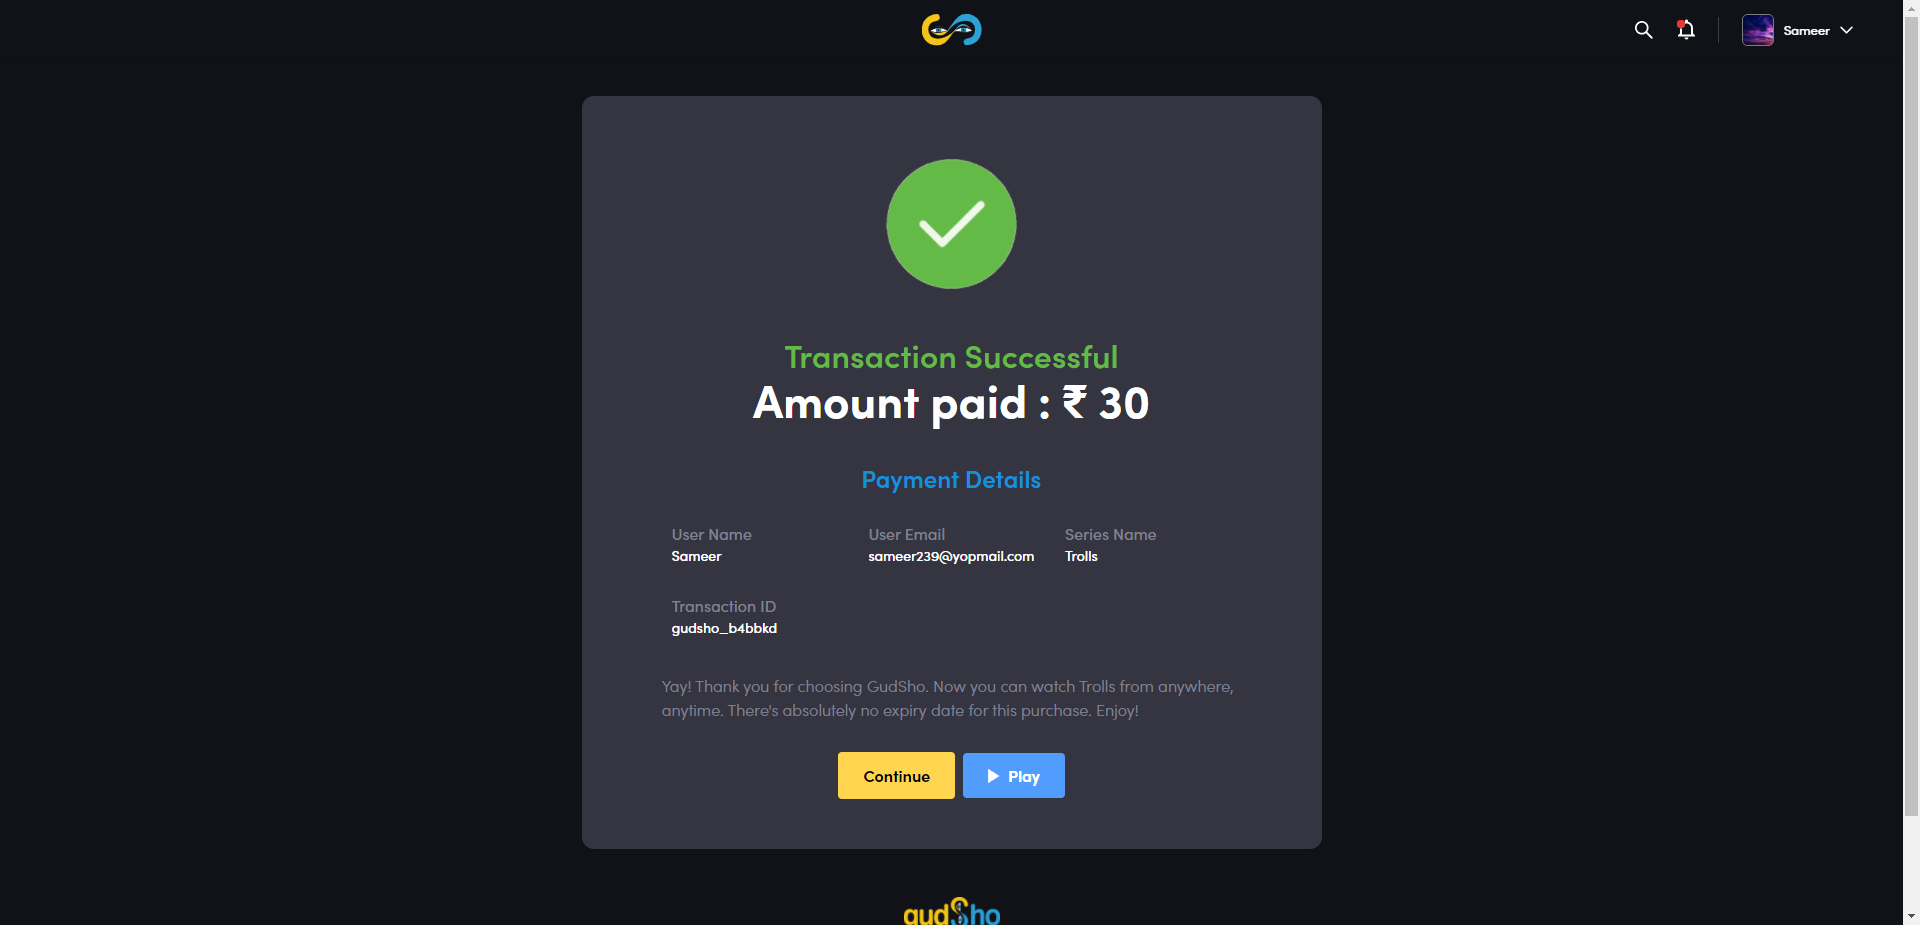 Sameer
Transaction Successful
Amount paid : ₹ 30
Payment Details
User Name
Sameer
User Email
sameer239@yopmail.com
Series Name
Trolls
Transaction ID
gudsho_b4bbkd
Yay! Thank you for choosing GudSho. Now you can watch Trolls from anywhere,
anytime. There's absolutely no expiry date for this purchase. Enjoy!
Continue
Play
gudSho